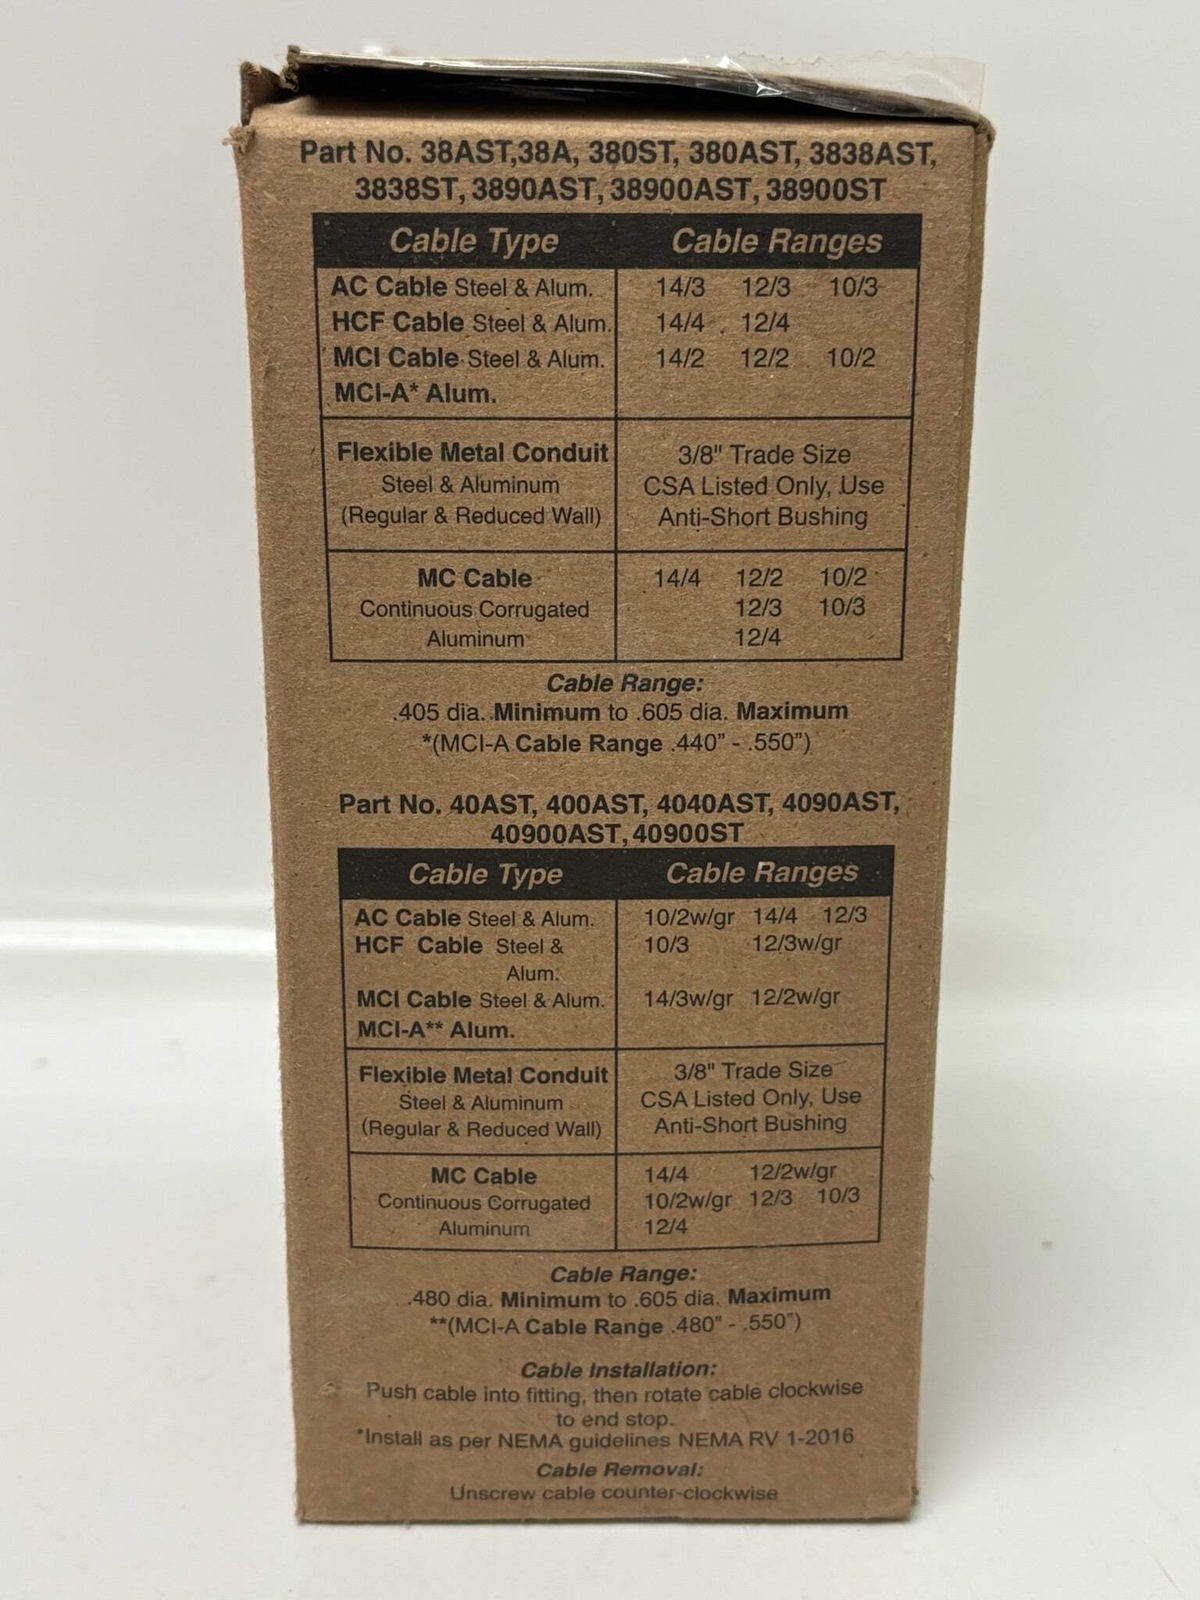 Part No. 38AST,38A, 380ST, 380AST, 3838AST,
3838ST, 3890AST, 38900AST, 38900ST
Cable Type Cable Ranges
AC Cable Steel & Alum. 14/3 12/3 10/3
HCF Cable Steel & Alum. 14/4 12/4
MCI Cable Steel & Alum. 14/2 12/2 10/2
MCI-A* Alum.
Flexible Metal Conduit 3/8" Trade Size
Steel & Aluminum CSA Listed Only, Use
(Regular & Reduced Wall) Anti-Short Bushing
MC Cable 14/4 12/2 10/2
Continuous Corrugated 12/3 10/3
Aluminum 12/4
Cable Range:
.405 dia. Minimum to .605 dia. Maximum
*(MCI-A Cable Range .440” - .550”)
Part No. 40AST, 400AST, 4040AST, 4090AST,
40900AST, 40900ST
Cable Type Cable Ranges
AC Cable Steel & Alum. 10/2w/gr 14/4 12/3
HCF Cable Steel & 10/3 12/3w/gr
Alum.
MCI Cable Steel & Alum. 14/3w/gr 12/2w/gr
MCI-A** Alum.
Flexible Metal Conduit 3/8" Trade Size
Steel & Aluminum CSA Listed Only, Use
(Regular & Reduced Wall) Anti-Short Bushing
MC Cable 14/4 12/2w/gr
Continuous Corrugated 10/2w/gr 12/3 10/3
Aluminum 12/4
Cable Range:
.480 dia. Minimum to .605 dia. Maximum
**(MCI-A Cable Range .480” - .550”)
Cable Installation:
Push cable into fitting, then rotate cable clockwise
to end stop.
*Install as per NEMA guidelines NEMA RV 1-2016
Cable Removal:
Unscrew cable counter-clockwise